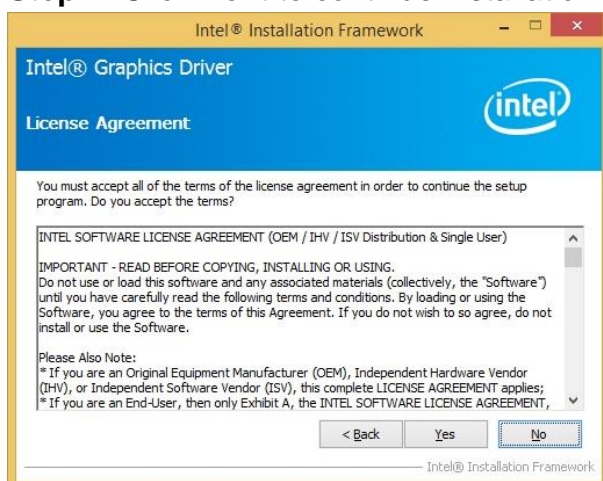 Intel® Installation Framework
Intel® Graphics Driver
intel
License Agreement
You must accept all of the terms of the license agreement in order to continue the setup
program. Do you accept the terms?
INTEL SOFTWARE LICENSE AGREEMENT (OEM / IHV / ISV Distribution & Single User)
IMPORTANT - READ BEFORE COPYING, INSTALLING OR USING.
Do not use or load this software and any associated materials (collectively, the "Software")
until you have carefully read the following terms and conditions. By loading or using the
Software, you agree to the terms of this Agreement. If you do not wish to so agree, do not
install or use the Software.
Please Also Note:
* If you are an Original Equipment Manufacturer (OEM), Independent Hardware Vendor
(IHV), or Independent Software Vendor (ISV), this complete LICENSE AGREEMENT applies;
* If you are an End-User, then only Exhibit A, the INTEL SOFTWARE LICENSE AGREEMENT,
< Back Yes No
Intel® Installation Framework